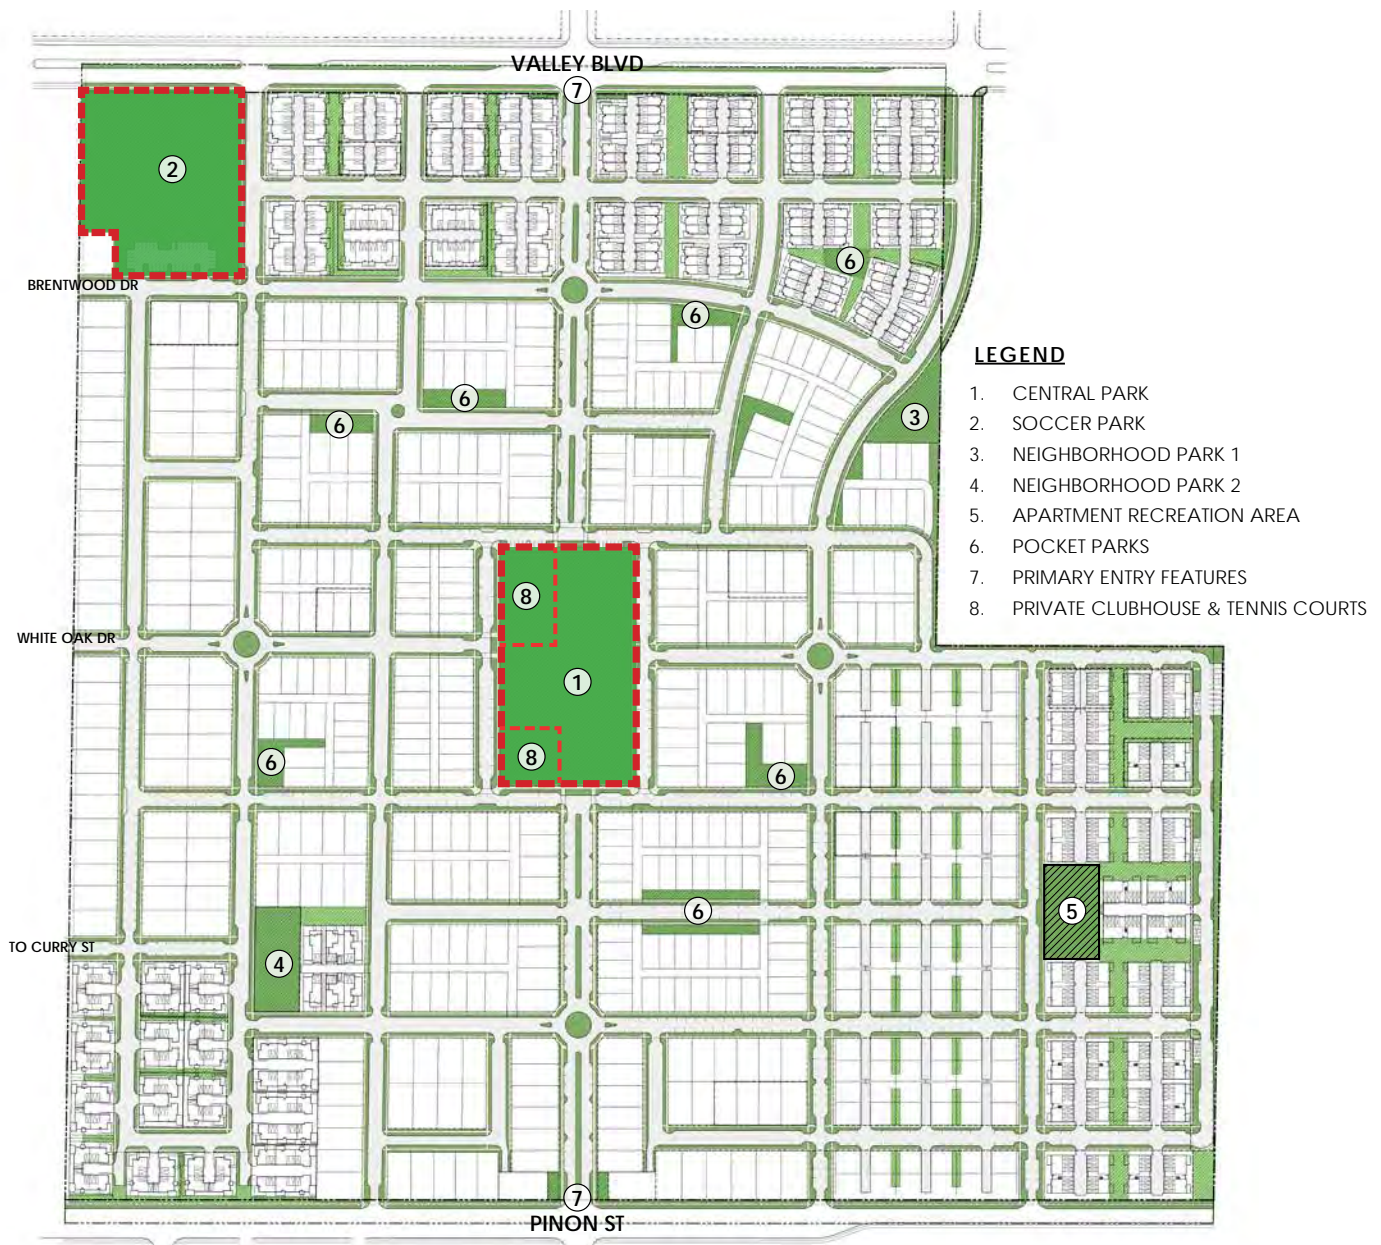 VALLEY BLVD
7
2
6
BRENTWOOD DR
6
LEGEND
1. CENTRAL PARK
2. SOCCER PARK
3. NEIGHBORHOOD PARK 1
4. NEIGHBORHOOD PARK 2
5. APARTMENT RECREATION AREA
6. POCKET PARKS
7. PRIMARY ENTRY FEATURES
8. PRIVATE CLUBHOUSE & TENNIS COURTS
6
3
6
8
WHITE OAK DR
1
8
6
6
6
5
TO CURRY ST
4
7
PINON ST